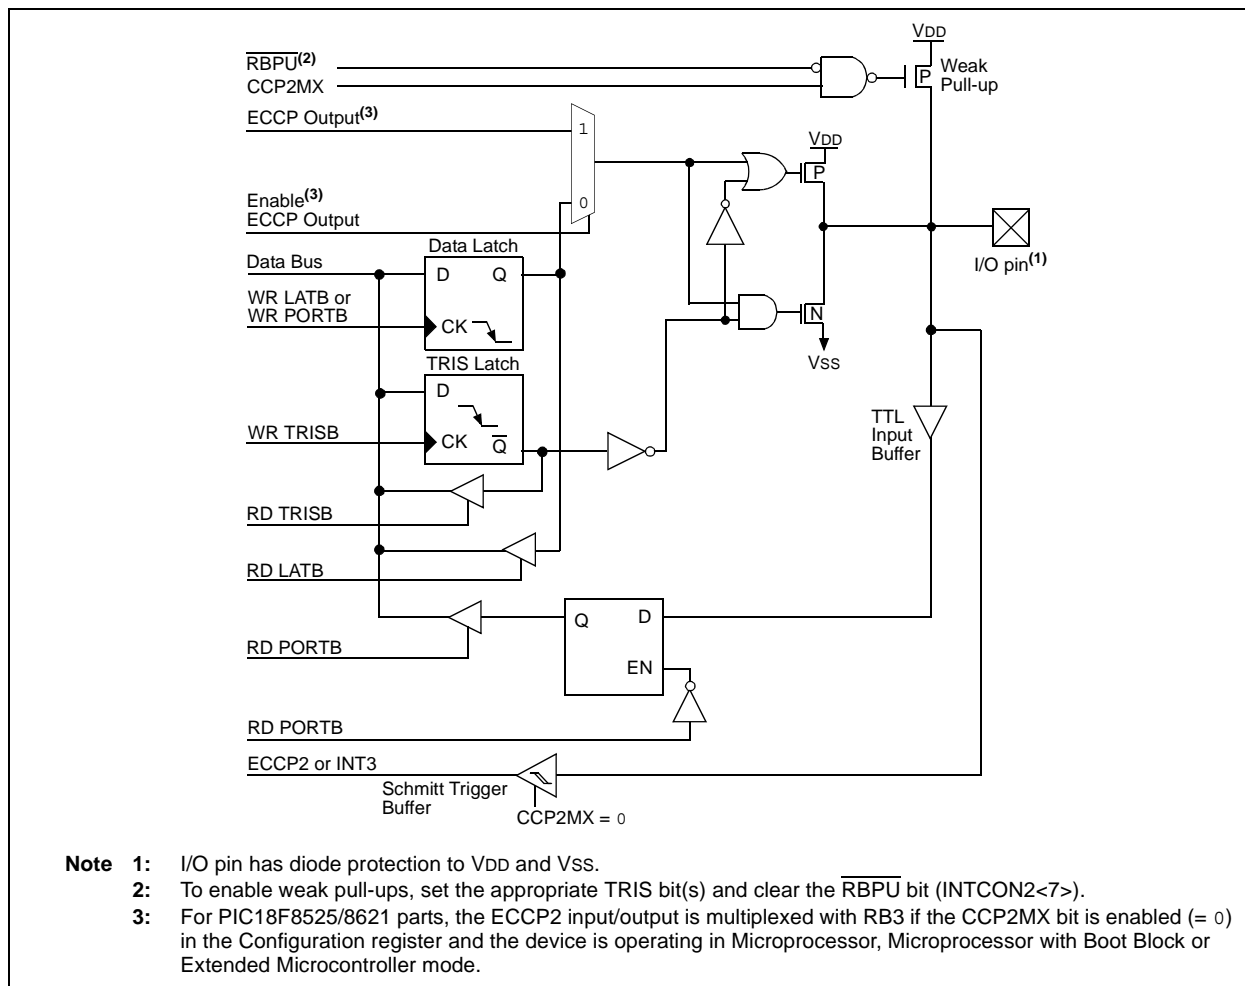 VDD
RBPU(2)
CCP2MX
P
Weak
Pull-up
ECCP Output(3)
1
VDD
P
Enable(3)
ECCP Output
0
I/O pin(1)
Data Latch
Data Bus
D Q
WR LATB or
WR PORTB
CK
N
VSS
TRIS Latch
D
WR TRISB
CK Q
TTL
Input
Buffer
RD TRISB
RD LATB
Q D
RD PORTB
EN
RD PORTB
ECCP2 or INT3
Schmitt Trigger
Buffer
CCP2MX = 0
Note 1: I/O pin has diode protection to VDD and VSS.
2: To enable weak pull-ups, set the appropriate TRIS bit(s) and clear the RBPU bit (INTCON2<7>).
3: For PIC18F8525/8621 parts, the ECCP2 input/output is multiplexed with RB3 if the CCP2MX bit is enabled (= 0)
in the Configuration register and the device is operating in Microprocessor, Microprocessor with Boot Block or
Extended Microcontroller mode.